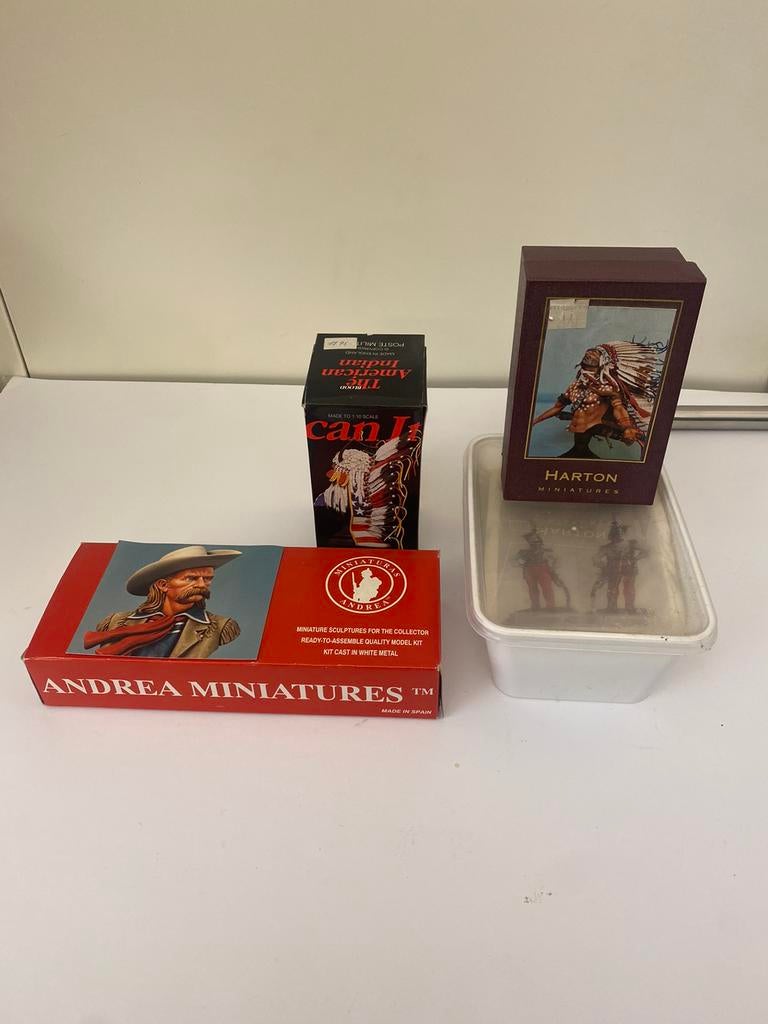 POSTE MILIT
MADE IN ENGLAND
BLOOD
The
American
Indian
MADE TO 1:10 SCALE
can I
HARTON
MINIATURES
MINIATURAS
ANDREA
MINIATURE SCULPTURES FOR THE COLLECTOR
READY-TO-ASSEMBLE QUALITY MODEL KIT
KIT CAST IN WHITE METAL
ANDREA MINIATURES ™
MADE IN SPAIN